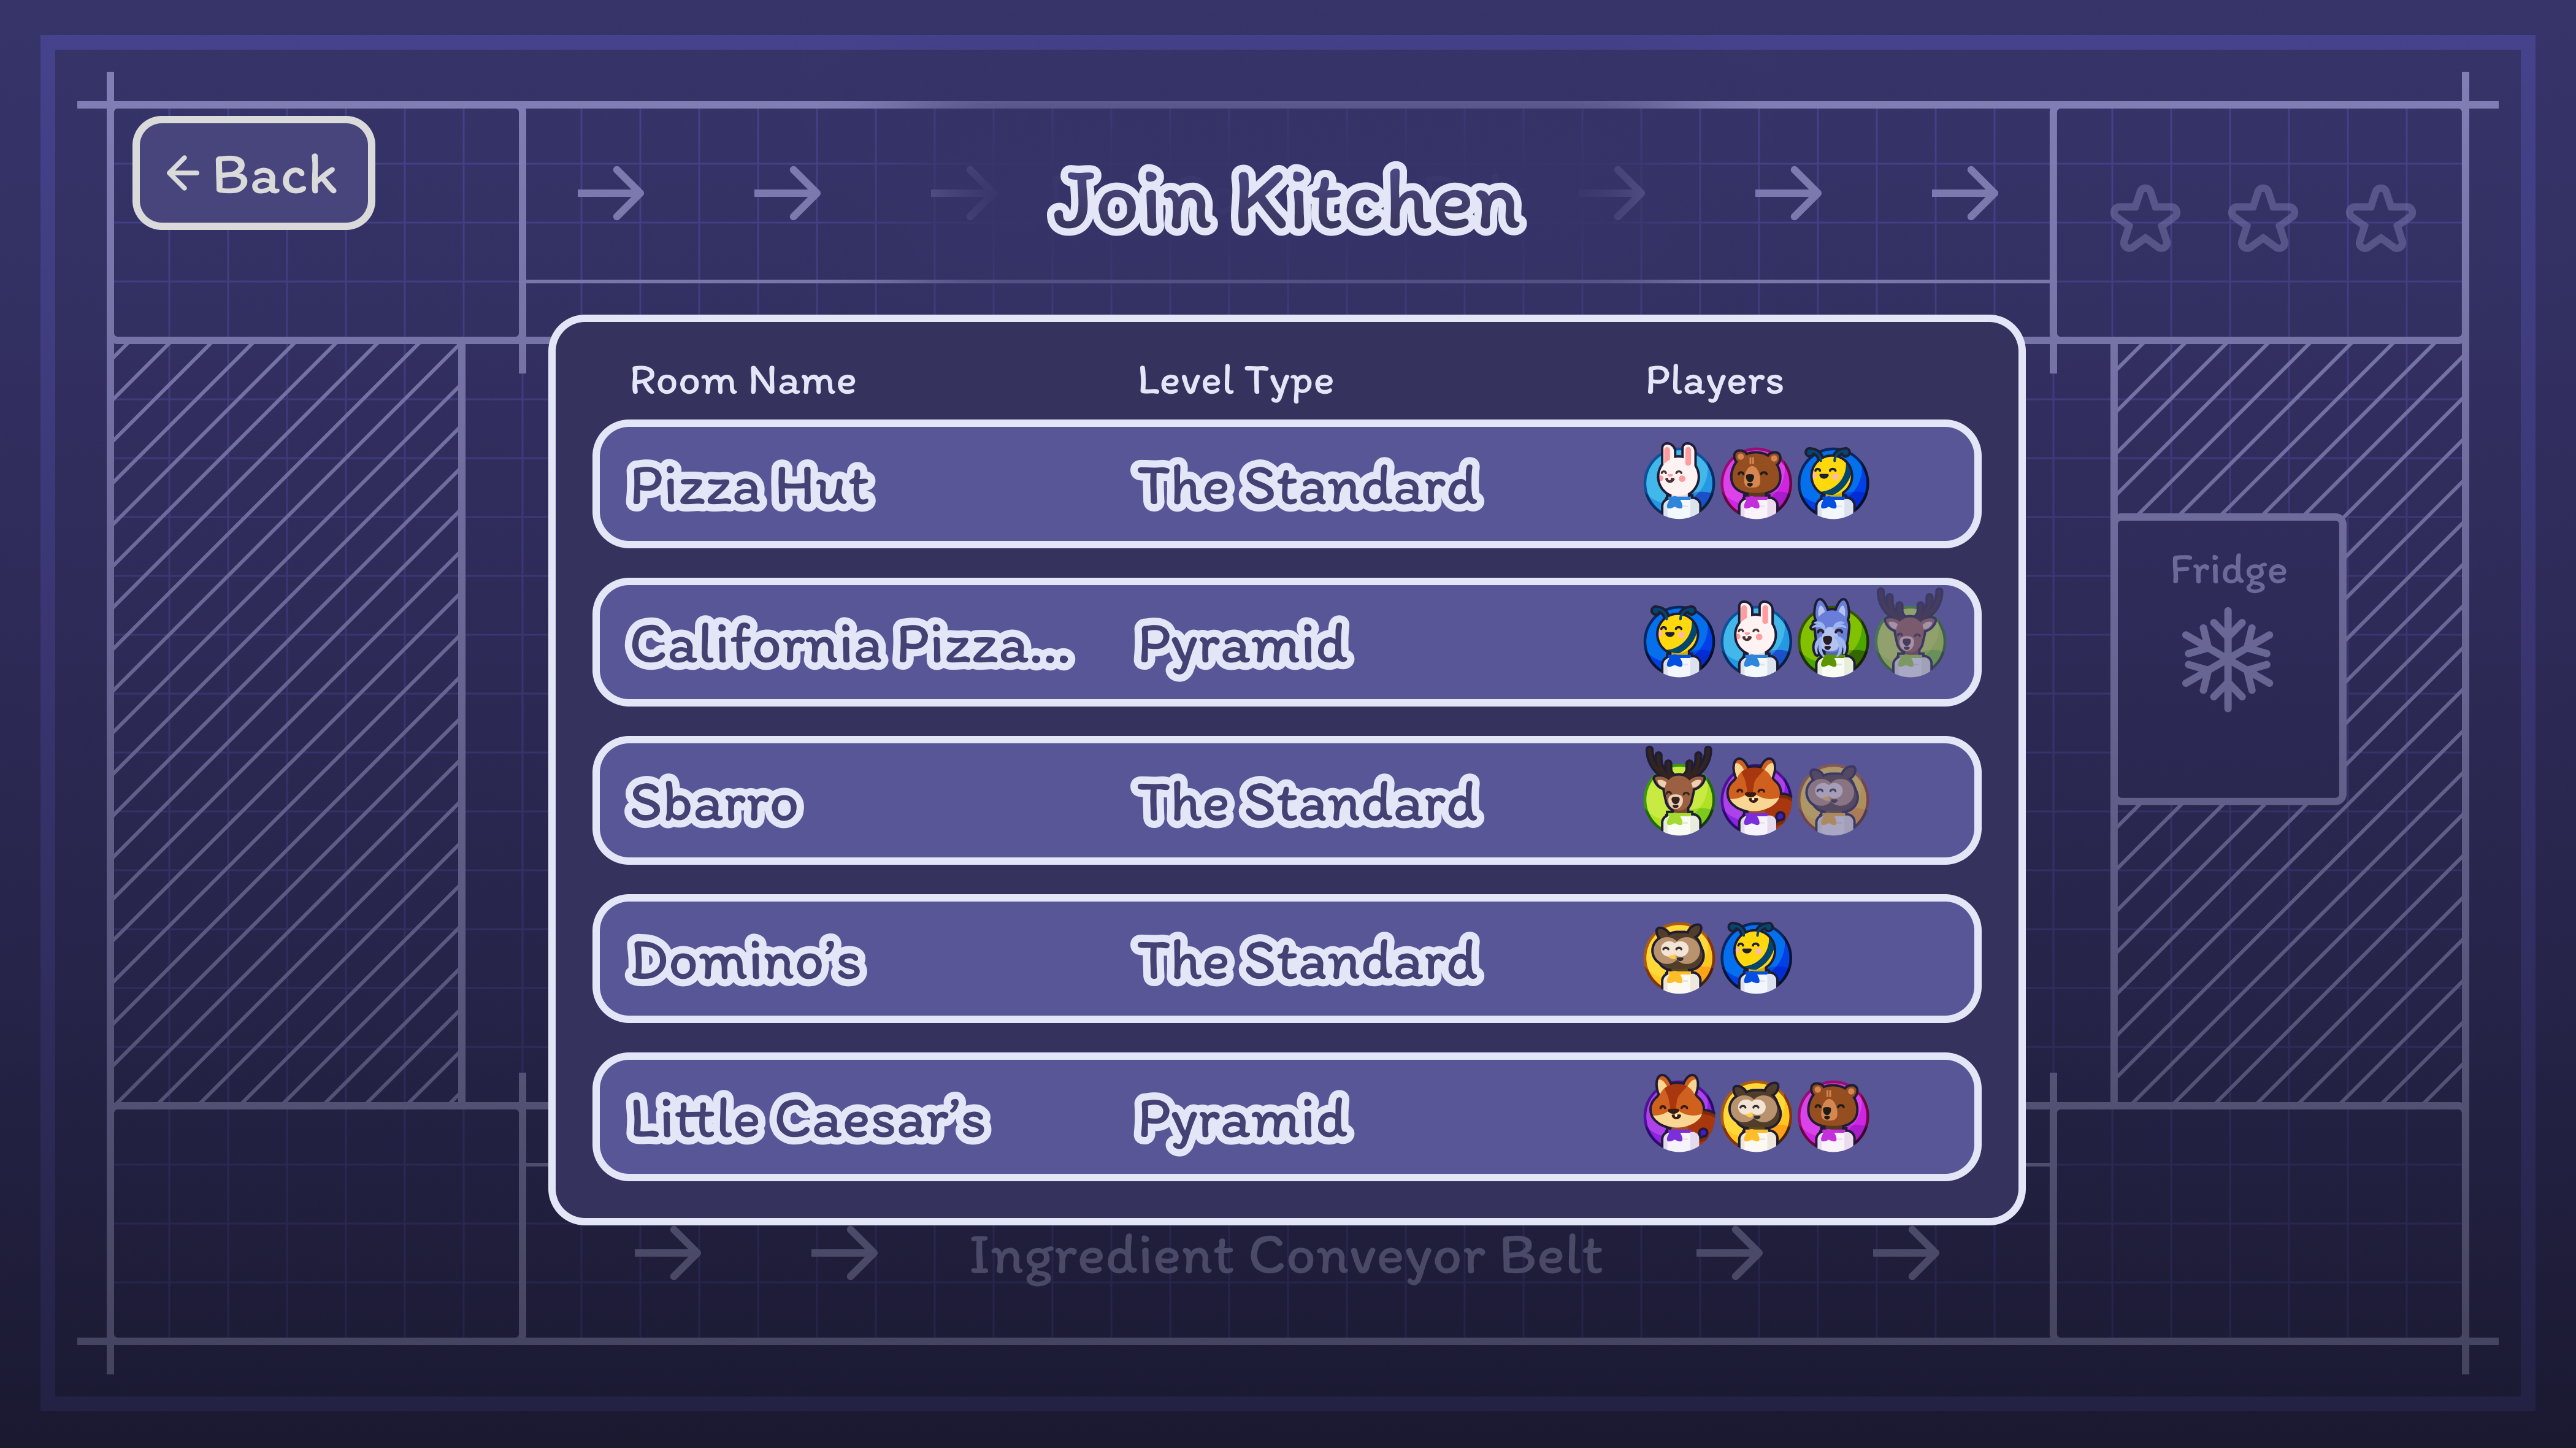 Back
Join Kitchen
Room Name Level Type Players
Pizza Hut The Standard
California Pizza... Pyramid
Fridge
Sbarro The Standard
Domino’s The Standard
Little Caesar’s Pyramid
Ingredient Conveyor Belt